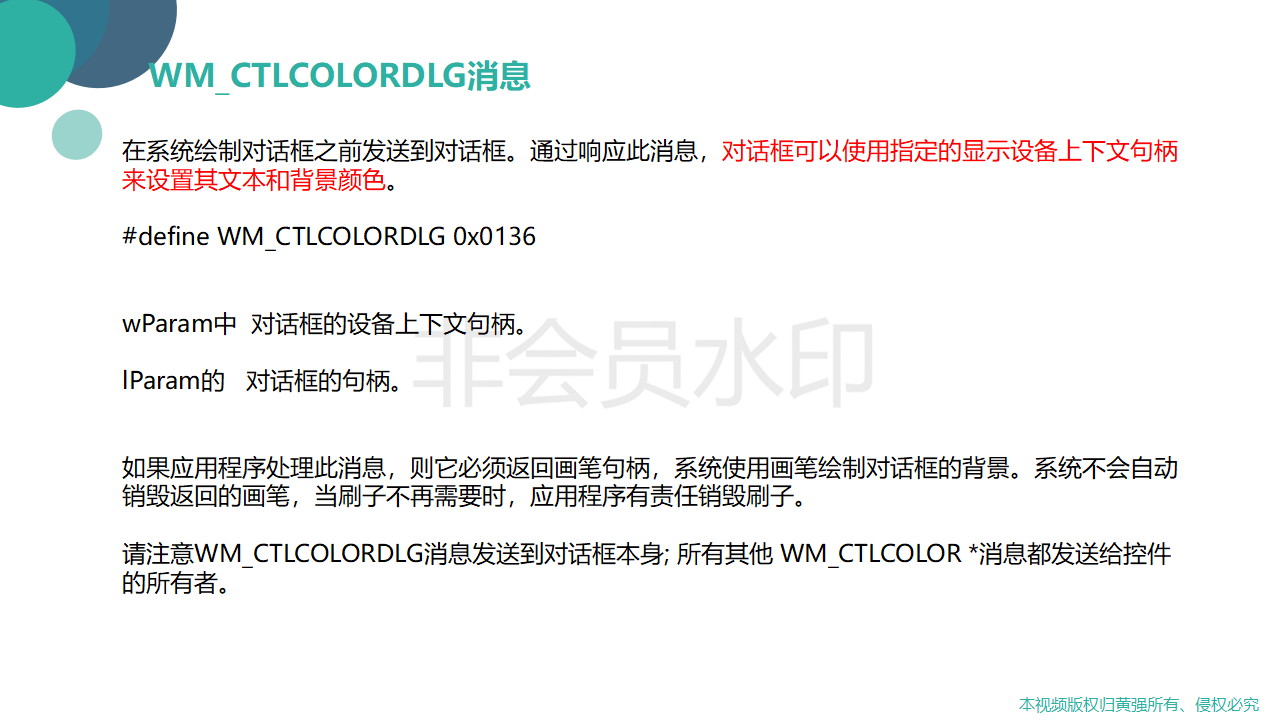 WM_CTLCOLORDLG消息
在系统绘制对话框之前发送到对话框。通过响应此消息，对话框可以使用指定的显示设备上下文句柄
来设置其文本和背景颜色。
#define WM_CTLCOLORDLG 0x0136
wParam中 对话框的设备上下文句柄。
lParam的 对话框的句柄。
非会员水印
如果应用程序处理此消息，则它必须返回画笔句柄，系统使用画笔绘制对话框的背景。系统不会自动
销毁返回的画笔，当刷子不再需要时，应用程序有责任销毁刷子。
请注意WM_CTLCOLORDLG消息发送到对话框本身; 所有其他 WM_CTLCOLOR *消息都发送给控件
的所有者。
本视频版权归黄强所有、侵权必究